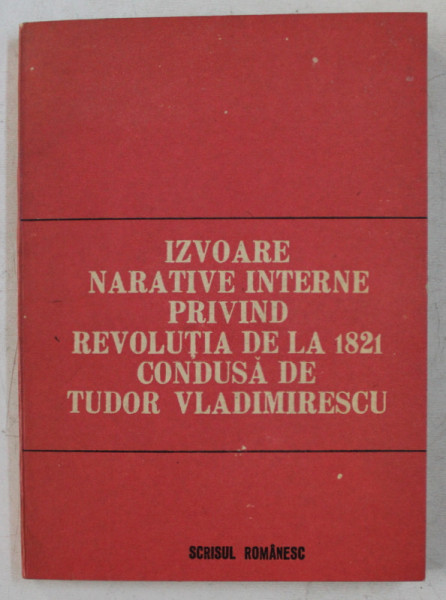 IZVOARE
NARATIVE INTERNE
PRIVIND
REVOLUȚIA DE LA 1821
CONDUSĂ DE
TUDOR VLADIMIRESCU
SCRISUL ROMÂNESC